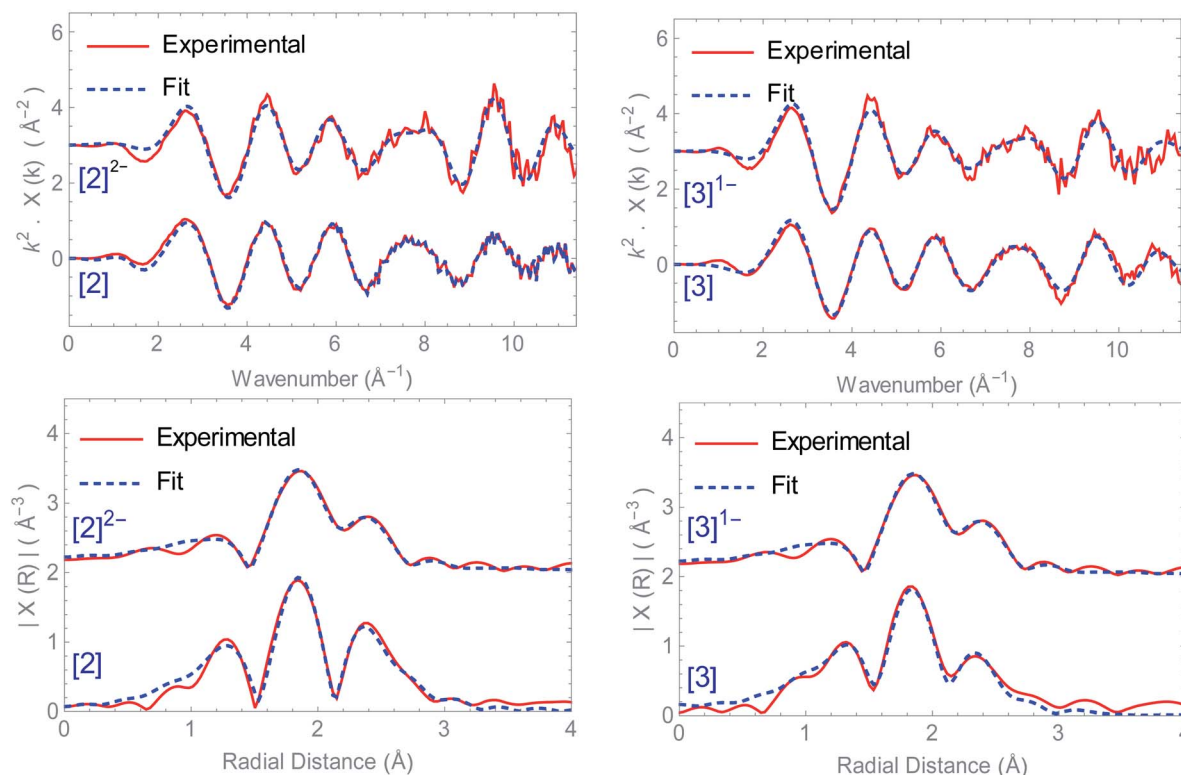 6
4
2
0
k² . X (k) ( Å⁻²)
Experimental
Fit
[2]²⁻
[2]
0 2 4 6 8 10
Wavenumber (Å⁻¹)
6
4
2
0
k² . X (k) ( Å⁻²)
Experimental
Fit
[3]¹⁻
[3]
0 2 4 6 8 10
Wavenumber (Å⁻¹)
4
3
2
1
0
| X (R) | ( Å⁻³)
Experimental
Fit
[2]²⁻
[2]
0 1 2 3 4
Radial Distance (Å)
4
3
2
1
0
| X (R) | ( Å⁻³)
Experimental
Fit
[3]¹⁻
[3]
0 1 2 3 4
Radial Distance (Å)